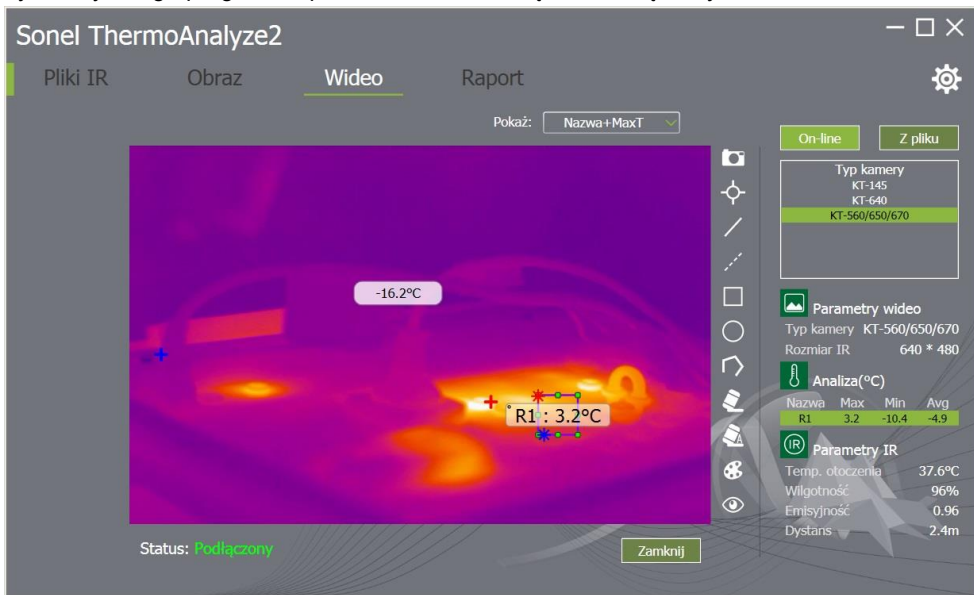 Sonel ThermoAnalyze2
Pliki IR Obraz Wideo Raport
Pokaż: Nazwa+MaxT
On-line Z pliku
Typ kamery
KT-145
KT-640
KT-560/650/670
-16.2°C
R1 : 3.2°C
Parametry wideo
Typ kamery KT-560/650/670
Rozmiar IR 640 * 480
Analiza(°C)
Nazwa Max Min Avg
R1 3.2 -10.4 -4.9
IR Parametry IR
Temp. otoczenia 37.6°C
Wilgotność 96%
Emisyjność 0.96
Dystans 2.4m
Status: Podłączony
Zamknij